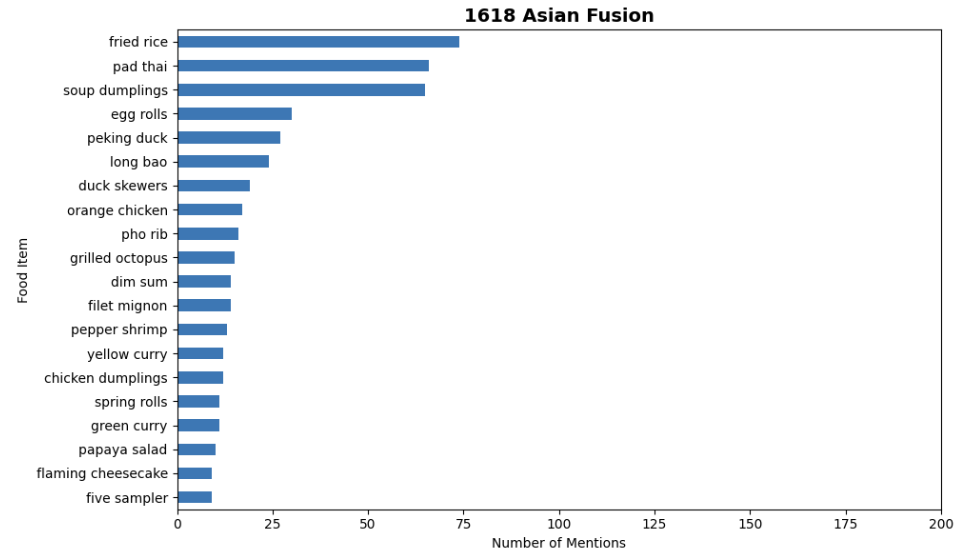 1618 Asian Fusion
Food Item
fried rice
pad thai
soup dumplings
egg rolls
peking duck
long bao
duck skewers
orange chicken
pho rib
grilled octopus
dim sum
filet mignon
pepper shrimp
yellow curry
chicken dumplings
spring rolls
green curry
papaya salad
flaming cheesecake
five sampler
0 25 50 75 100 125 150 175 200
Number of Mentions